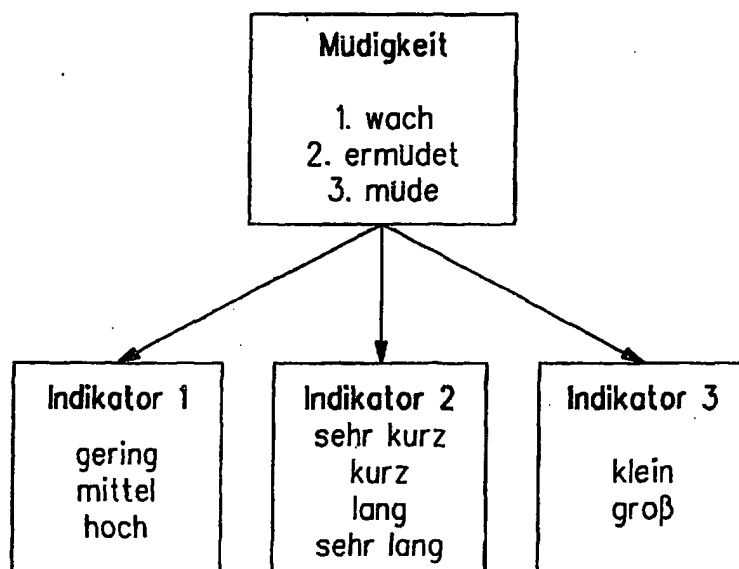 Müdigkeit
1. wach
2. ermüdet
3. müde
Indikator 1
gering
mittel
hoch
Indikator 2
sehr kurz
kurz
lang
sehr lang
Indikator 3
klein
groß